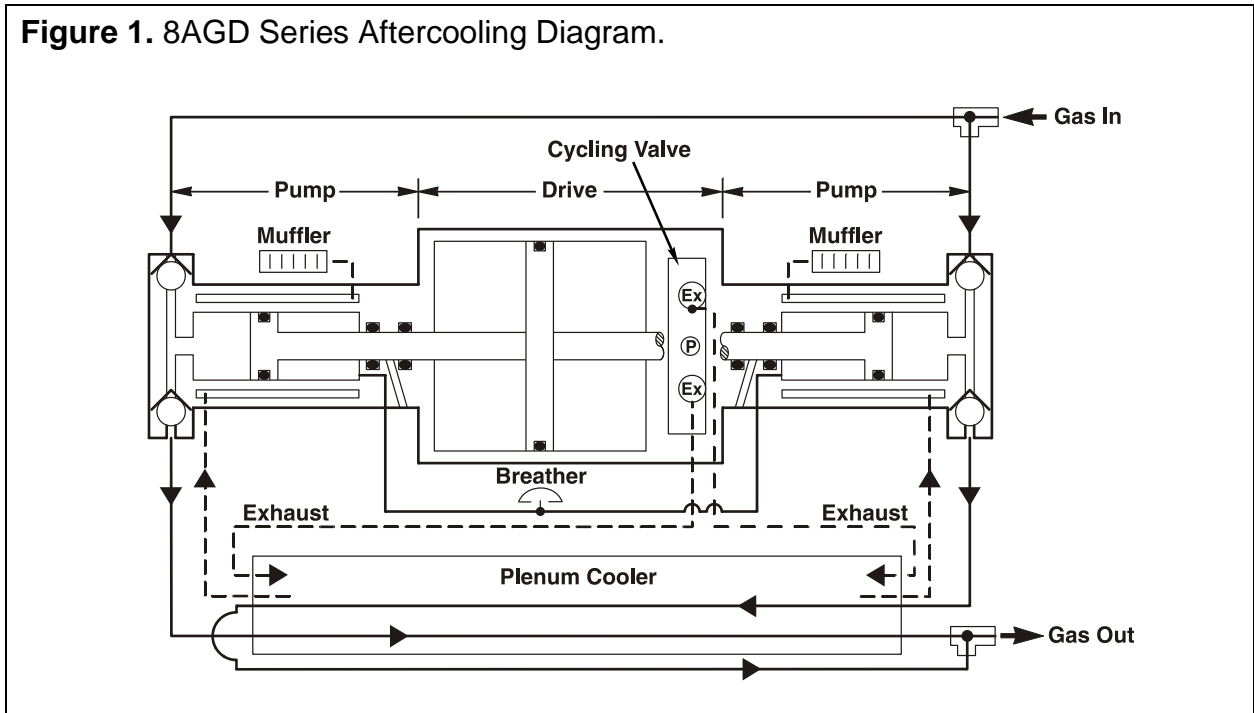 Figure 1. 8AGD Series Aftercooling Diagram.
Gas In
Cycling Valve
Pump
Drive
Pump
Muffler
Muffler
Ex
P
Ex
Breather
Exhaust
Exhaust
Plenum Cooler
Gas Out